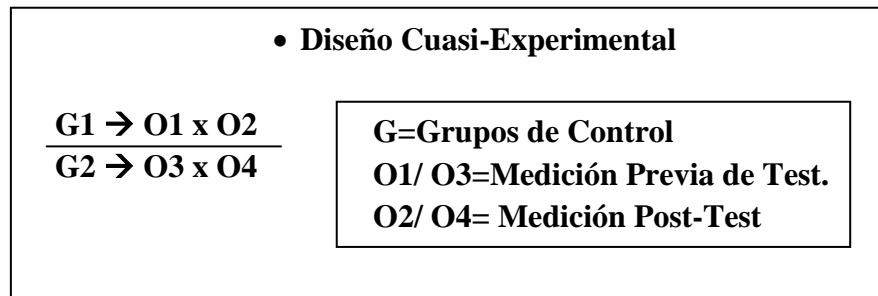 • Diseño Cuasi-Experimental
G1 → O1 x O2
G2 → O3 x O4
G=Grupos de Control
O1/ O3=Medición Previa de Test.
O2/ O4= Medición Post-Test